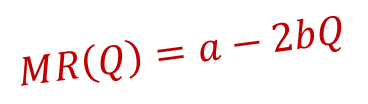 MR(Q) = a − 2bQ